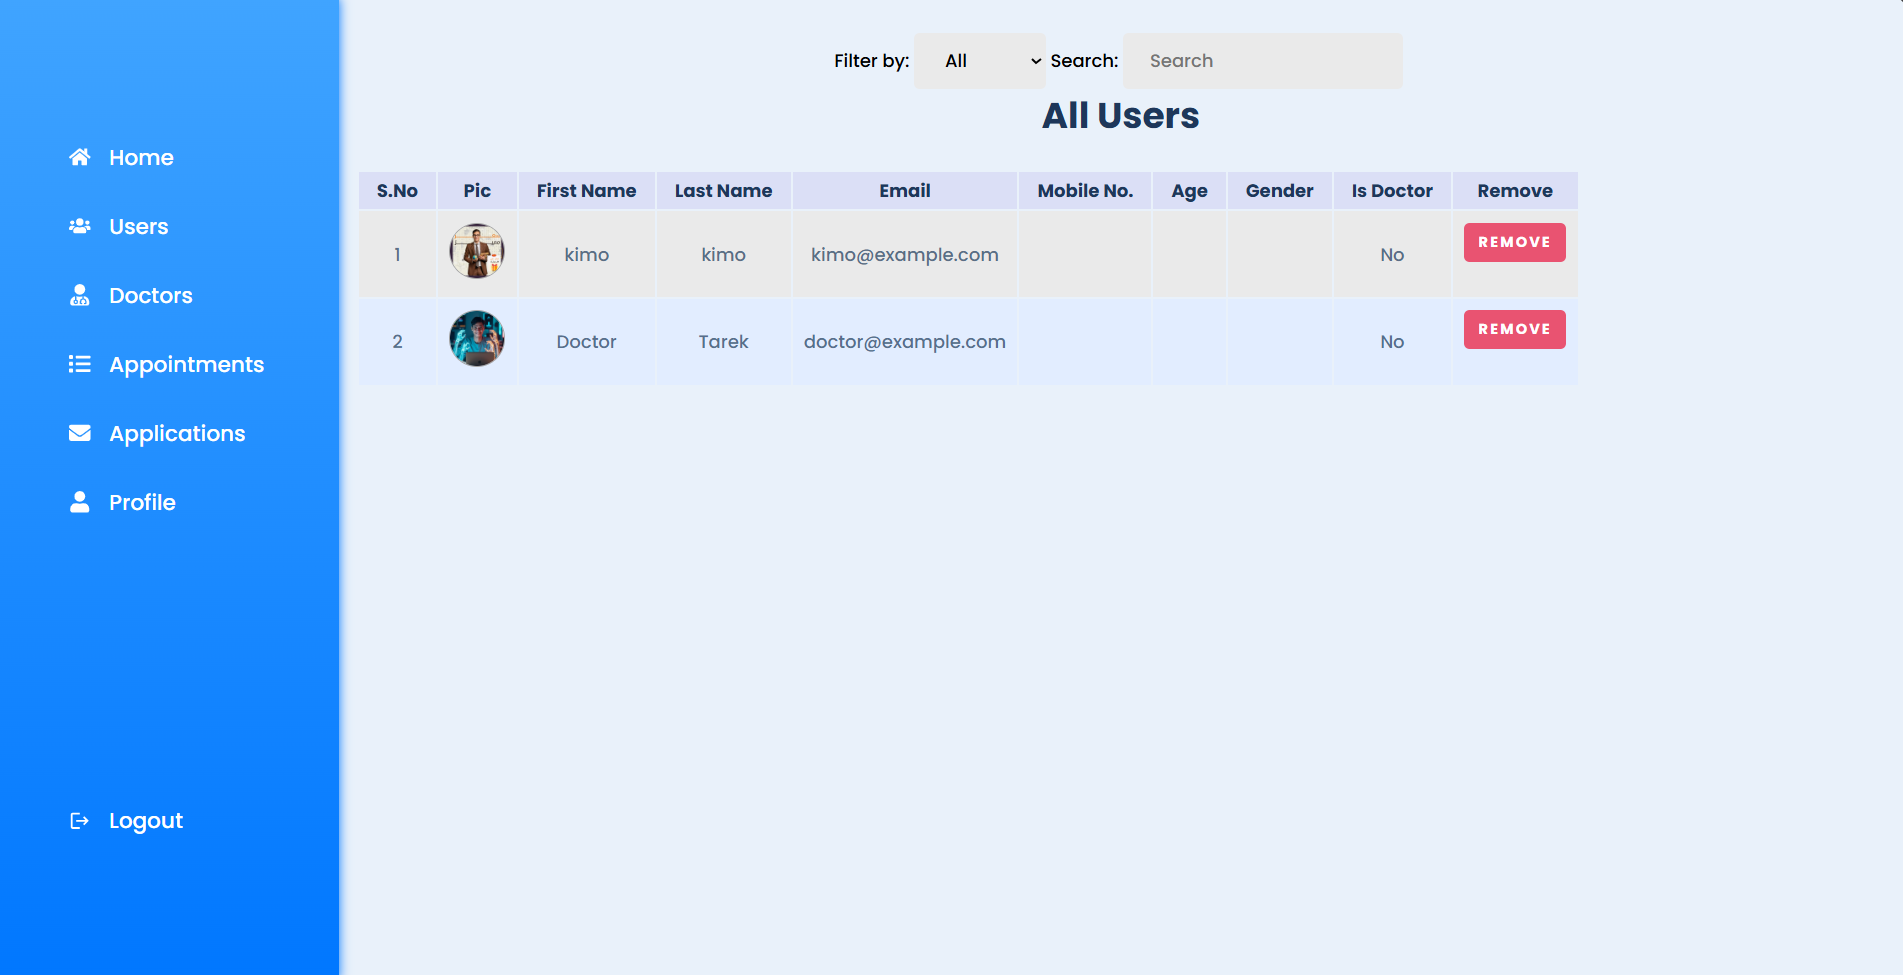 Home
Users
Doctors
Appointments
Applications
Profile
Logout
Filter by: All Search: Search
All Users
S.No Pic First Name Last Name Email Mobile No. Age Gender Is Doctor Remove
1 kimo kimo kimo@example.com No REMOVE
2 Doctor Tarek doctor@example.com No REMOVE